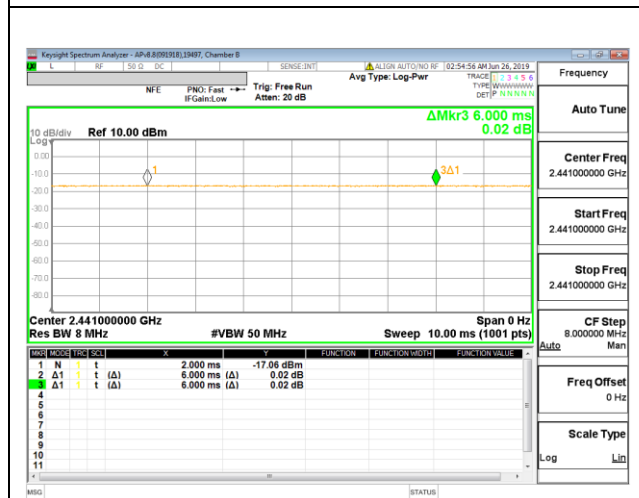 Keysight Spectrum Analyzer - APv8.8(091918),19497, Chamber B
L RF 50 Ω DC SENSE:INT ALIGN AUTO/NO RF 02:54:56 AM Jun 26, 2019
NFE PNO: Fast Trig: Free Run Avg Type: Log-Pwr TRACE 1 2 3 4 5 6
IFGain:Low Atten: 20 dB TYPE WWWWWW
DET P N N N N N
ΔMkr3 6.000 ms
0.02 dB
10 dB/div Ref 10.00 dBm
Log
0.00
-10.0
-20.0
-30.0
-40.0
-50.0
-60.0
-70.0
-80.0
1
3Δ1
Center 2.441000000 GHz Span 0 Hz
Res BW 8 MHz #VBW 50 MHz Sweep 10.00 ms (1001 pts)
MKR MODE TRC SCL X Y FUNCTION FUNCTION WIDTH FUNCTION VALUE
1 N 1 t 2.000 ms -17.06 dBm
2 Δ1 1 t (Δ) 6.000 ms (Δ) 0.02 dB
3 Δ1 1 t (Δ) 6.000 ms (Δ) 0.02 dB
4
5
6
7
8
9
10
11
MSG STATUS
Frequency
Auto Tune
Center Freq
2.441000000 GHz
Start Freq
2.441000000 GHz
Stop Freq
2.441000000 GHz
CF Step
8.000000 MHz
Auto Man
Freq Offset
0 Hz
Scale Type
Log Lin